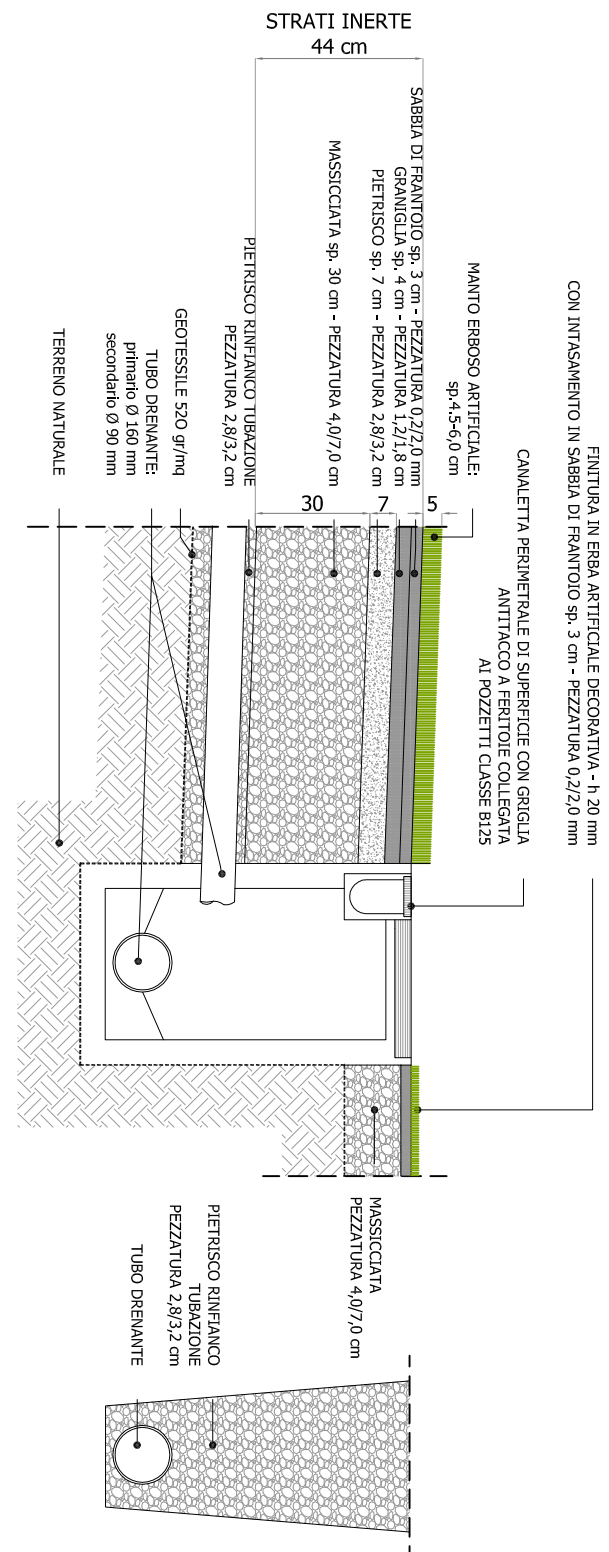 STRATI INERTE
44 cm
FINITURA IN ERBA ARTIFICIALE DECORATIVA - h 20 mm
CON INTASAMENTO IN SABBIA DI FRANTOIO sp. 3 cm - PEZZATURA 0,2/2,0 mm
CANALETTA PERIMETRALE DI SUPERFICIE CON GRIGLIA
ANTITACCO A FERITOIE COLLEGATA
AI POZZETTI CLASSE B125
MANTO ERBOSO ARTIFICIALE:
sp.4.5-6,0 cm
SABBIA DI FRANTOIO sp. 3 cm - PEZZATURA 0,2/2,0 mm
GRANIGLIA sp. 4 cm - PEZZATURA 1,2/1,8 cm
PIETRISCO sp. 7 cm - PEZZATURA 2,8/3,2 cm
MASSICCIATA sp. 30 cm - PEZZATURA 4,0/7,0 cm
PIETRISCO RINFIANCO TUBAZIONE
PEZZATURA 2,8/3,2 cm
GEOTESSILE 520 gr/mq
TUBO DRENANTE:
primario Ø 160 mm
secondario Ø 90 mm
TERRENO NATURALE
30
7
5
MASSICCIATA
PEZZATURA 4,0/7,0 cm
PIETRISCO RINFIANCO
TUBAZIONE
PEZZATURA 2,8/3,2 cm
TUBO DRENANTE